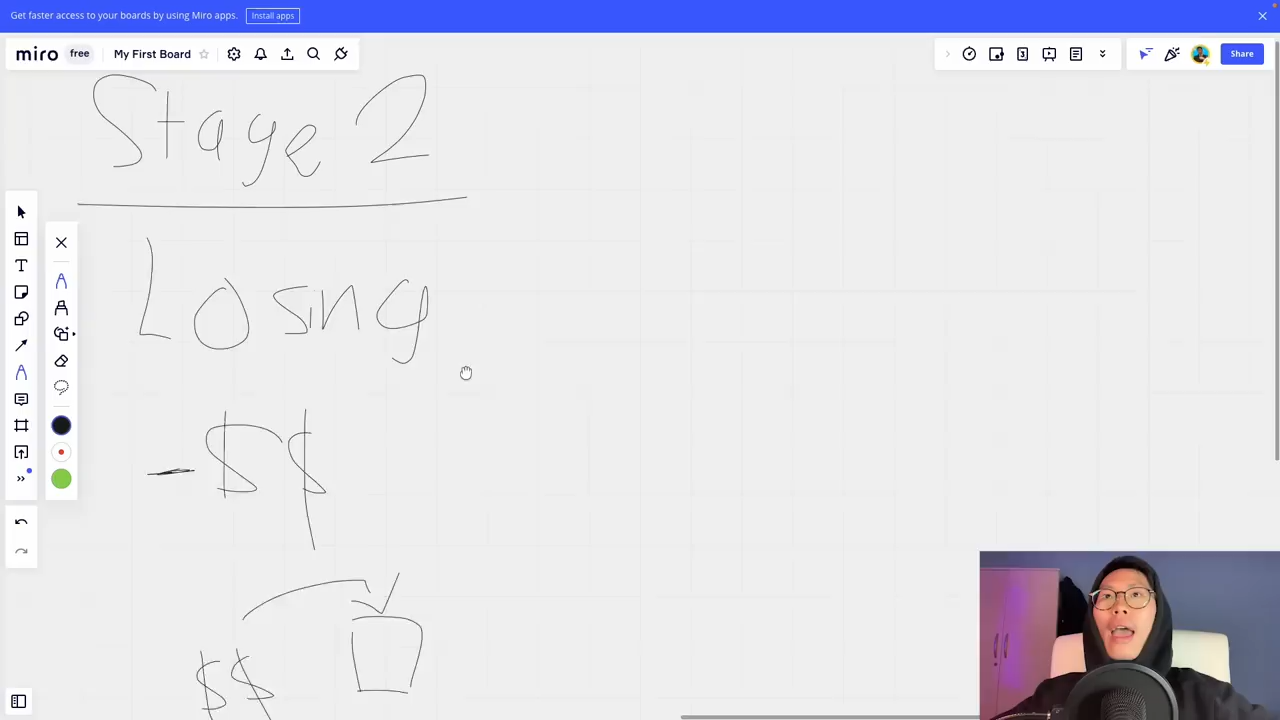 Get faster access to your boards by using Miro apps. Install apps
miro free My First Board 3 Share
Stage 2
Losing
- $$
$$